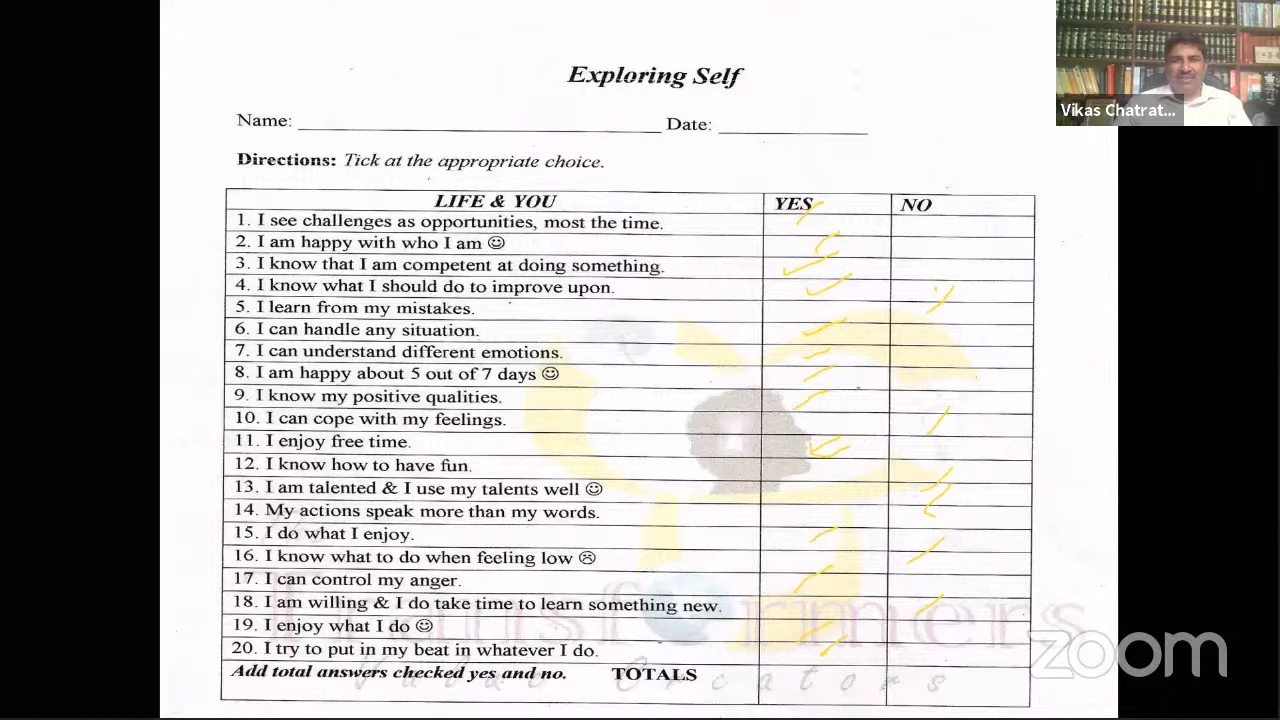 Exploring Self
Vikas Chatrat...
Name: ____________ Date: ____________
Directions: Tick at the appropriate choice.
LIFE & YOU YES NO
1. I see challenges as opportunities, most the time.
2. I am happy with who I am ☺
3. I know that I am competent at doing something.
4. I know what I should do to improve upon.
5. I learn from my mistakes.
6. I can handle any situation.
7. I can understand different emotions.
8. I am happy about 5 out of 7 days ☺
9. I know my positive qualities.
10. I can cope with my feelings.
11. I enjoy free time.
12. I know how to have fun.
13. I am talented & I use my talents well ☺
14. My actions speak more than my words.
15. I do what I enjoy.
16. I know what to do when feeling low ☹
17. I can control my anger.
18. I am willing & I do take time to learn something new.
19. I enjoy what I do ☺
20. I try to put in my beat in whatever I do.
Add total answers checked yes and no. TOTALS
Transformers
Value Creators
zoom